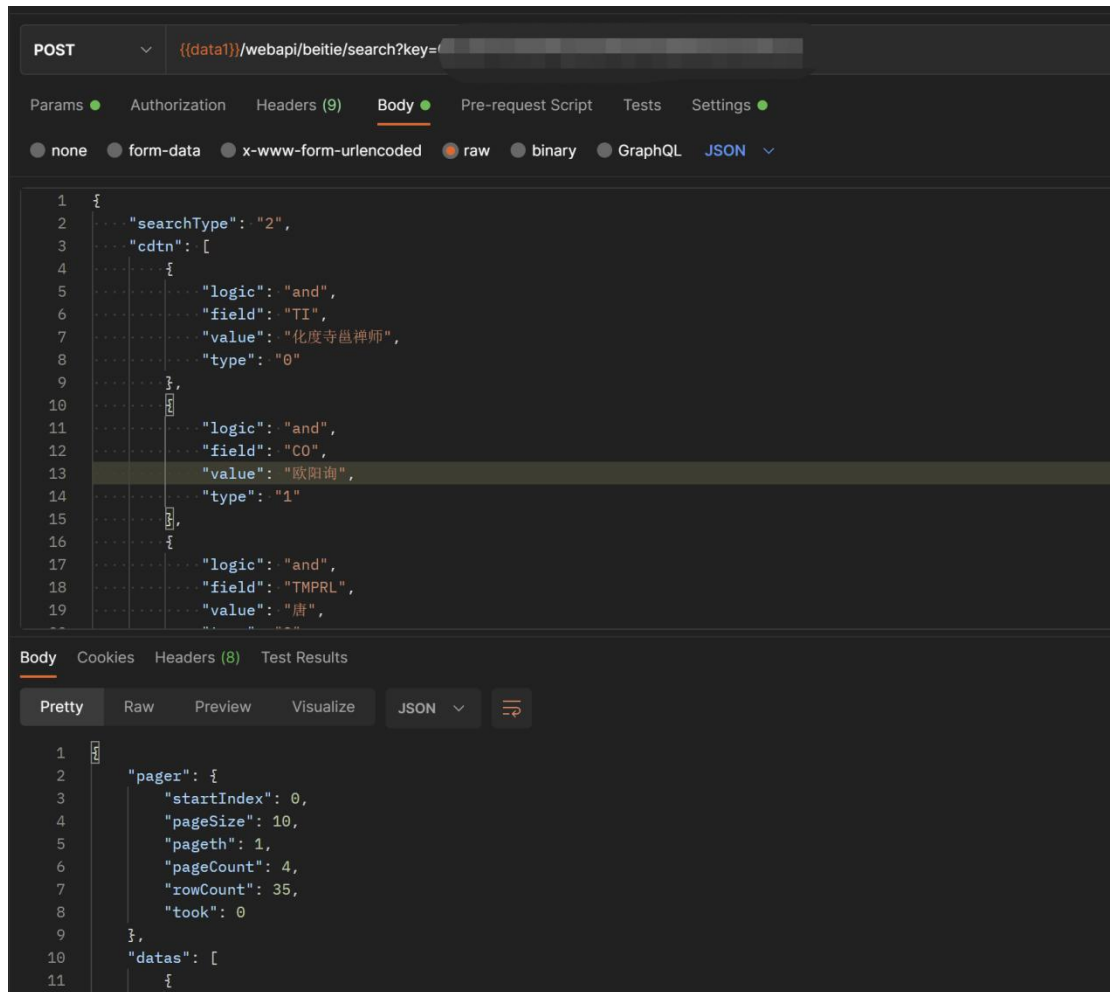 POST {{data1}}/webapi/beitie/search?key=
Params Authorization Headers (9) Body Pre-request Script Tests Settings
none form-data x-www-form-urlencoded raw binary GraphQL JSON
1 {
2 "searchType": "2",
3 "cdtn": [
4 {
5 "logic": "and",
6 "field": "TI",
7 "value": "化度寺邕禅师",
8 "type": "0"
9 },
10 {
11 "logic": "and",
12 "field": "CO",
13 "value": "欧阳询",
14 "type": "1"
15 },
16 {
17 "logic": "and",
18 "field": "TMPRL",
19 "value": "唐",
Body Cookies Headers (8) Test Results
Pretty Raw Preview Visualize JSON
1 {
2 "pager": {
3 "startIndex": 0,
4 "pageSize": 10,
5 "pageth": 1,
6 "pageCount": 4,
7 "rowCount": 35,
8 "took": 0
9 },
10 "datas": [
11 {